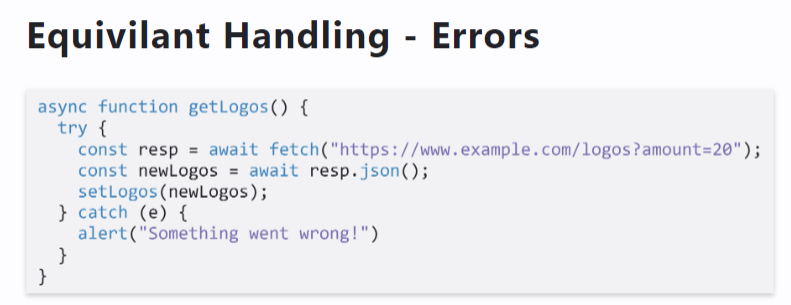 Equivilant Handling - Errors
async function getLogos() {
  try {
    const resp = await fetch("https://www.example.com/logos?amount=20");
    const newLogos = await resp.json();
    setLogos(newLogos);
  } catch (e) {
    alert("Something went wrong!")
  }
}